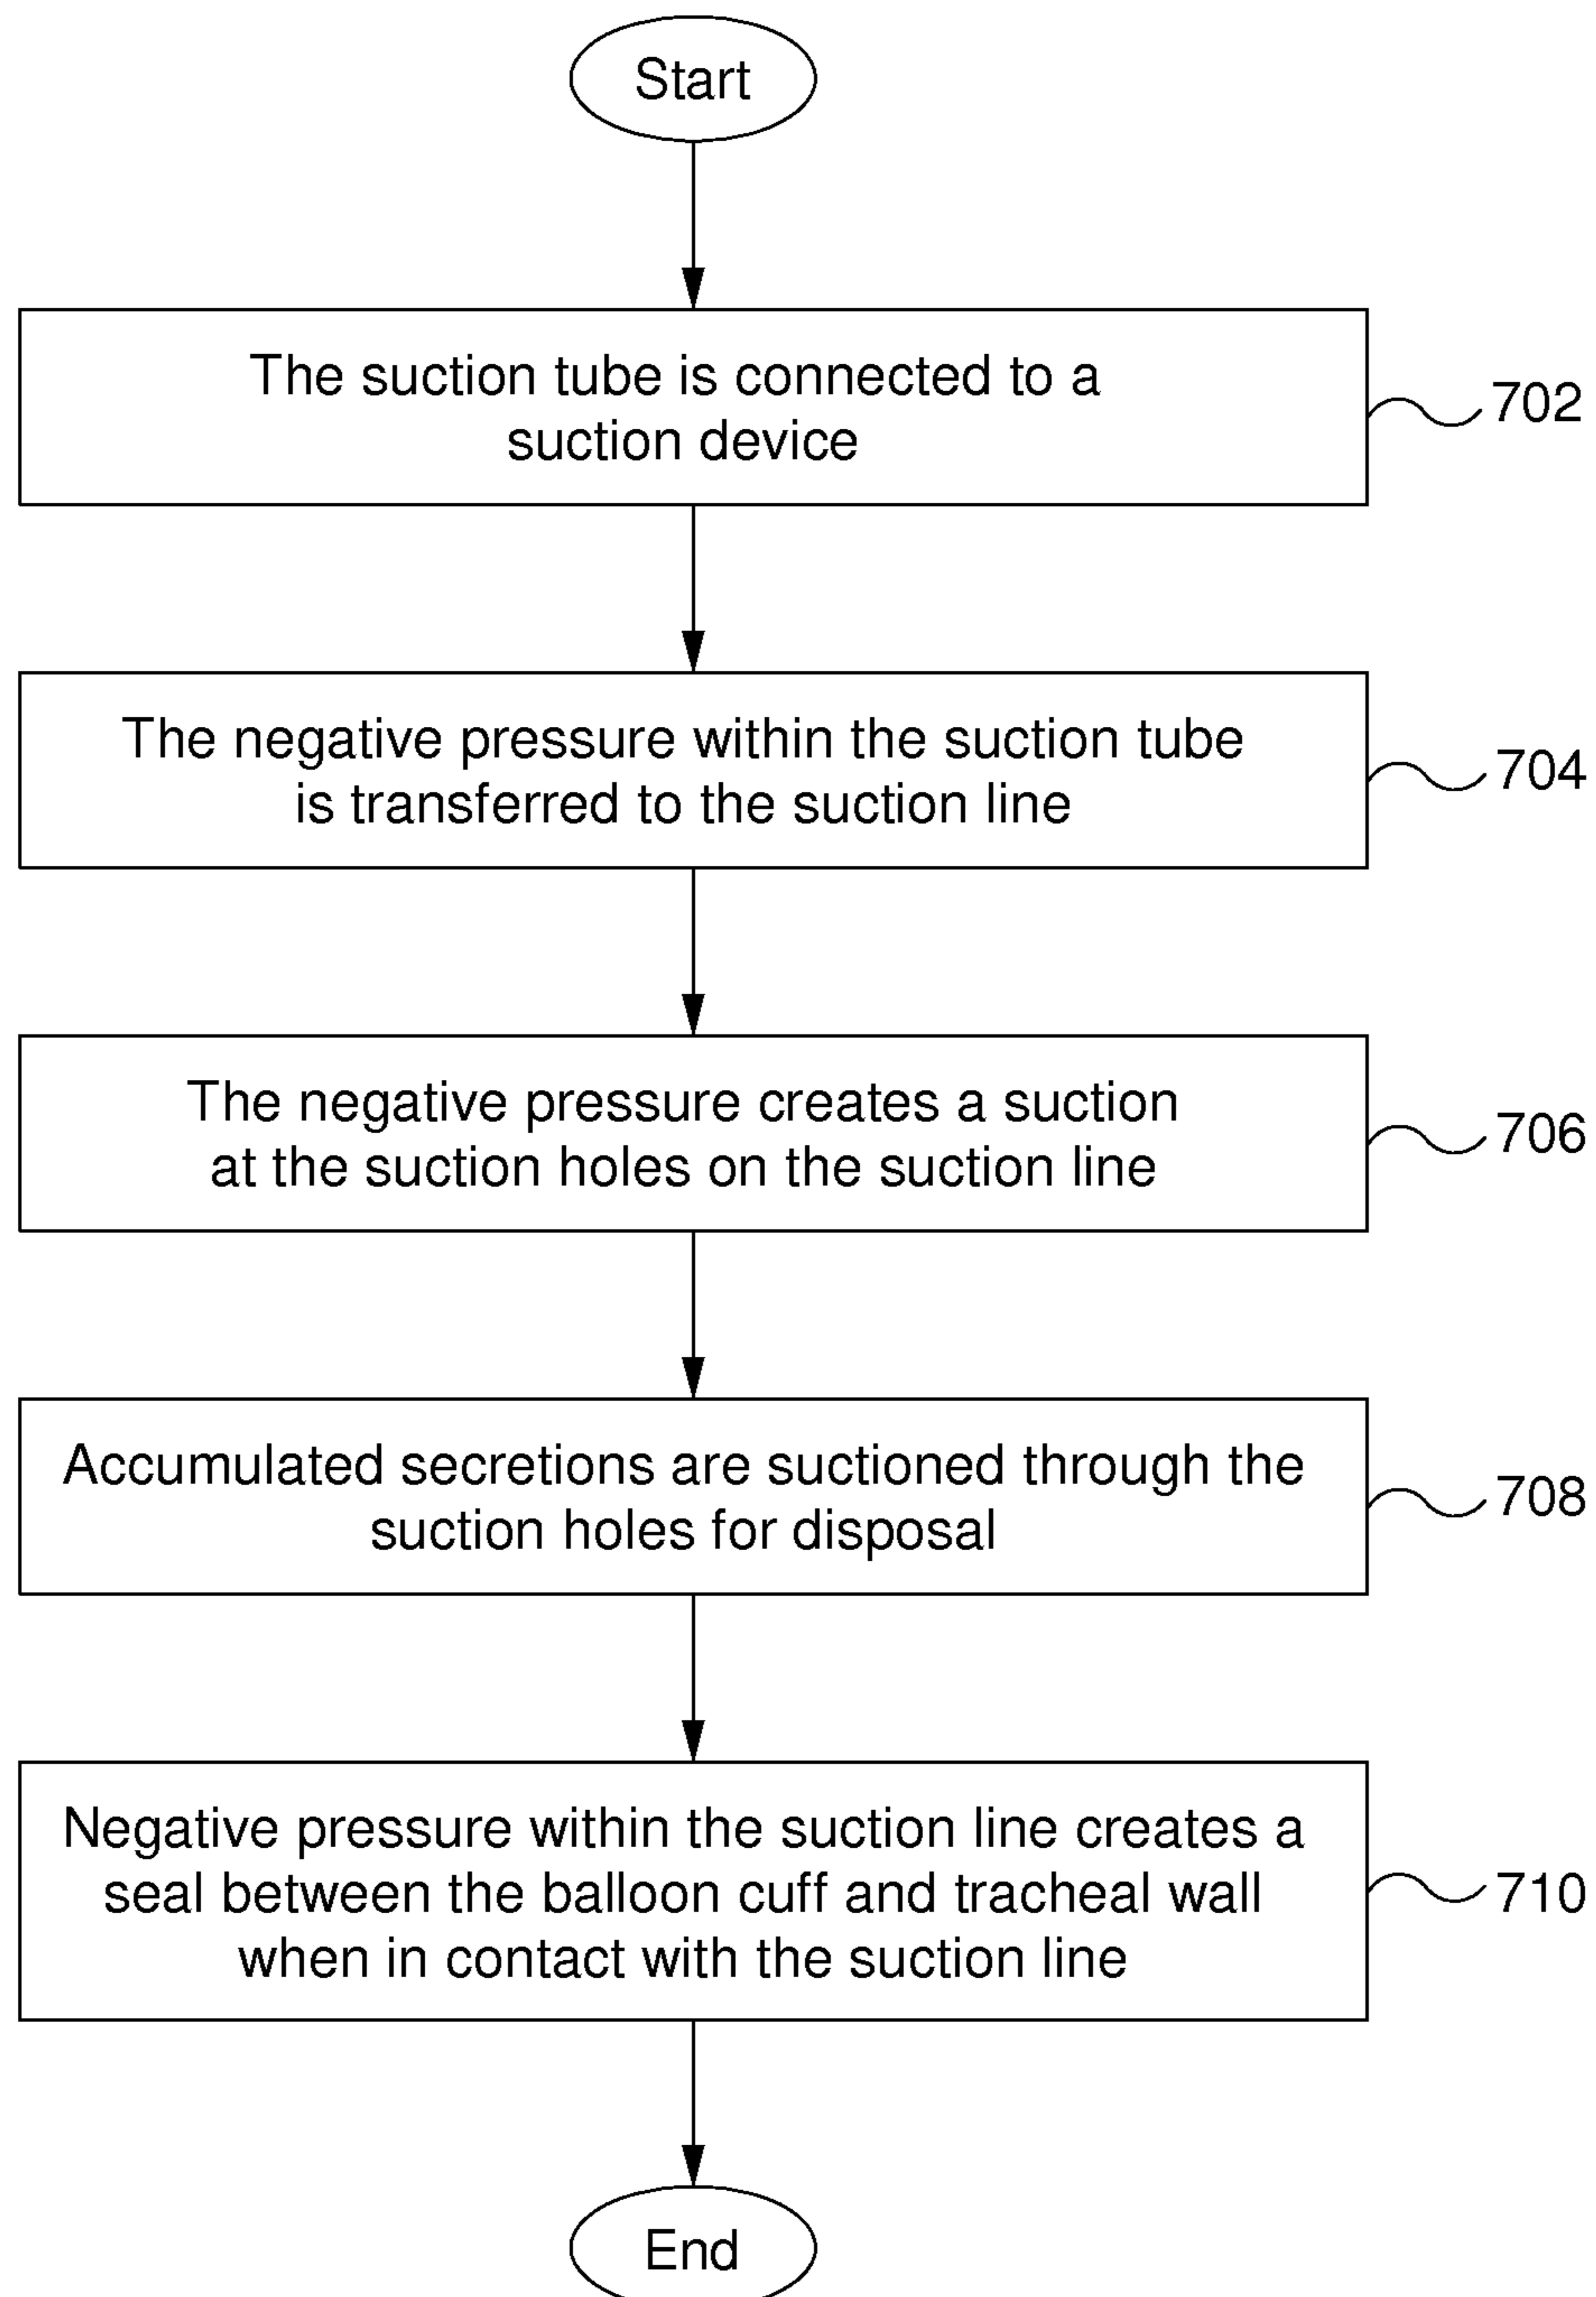 Start
The suction tube is connected to a
suction device
702
The negative pressure within the suction tube
is transferred to the suction line
704
The negative pressure creates a suction
at the suction holes on the suction line
706
Accumulated secretions are suctioned through the
suction holes for disposal
708
Negative pressure within the suction line creates a
seal between the balloon cuff and tracheal wall
when in contact with the suction line
710
End